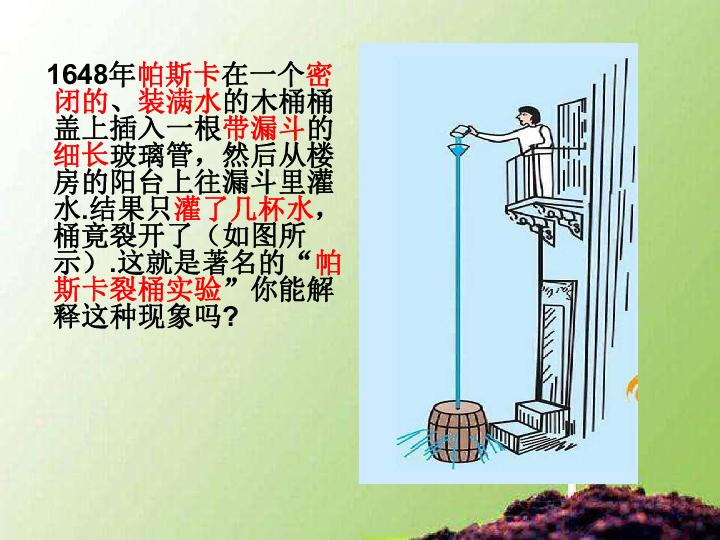 1648年帕斯卡在一个密
闭的、装满水的木桶桶
盖上插入一根带漏斗的
细长玻璃管，然后从楼
房的阳台上往漏斗里灌
水.结果只灌了几杯水，
桶竟裂开了（如图所
示）.这就是著名的“帕
斯卡裂桶实验”你能解
释这种现象吗?